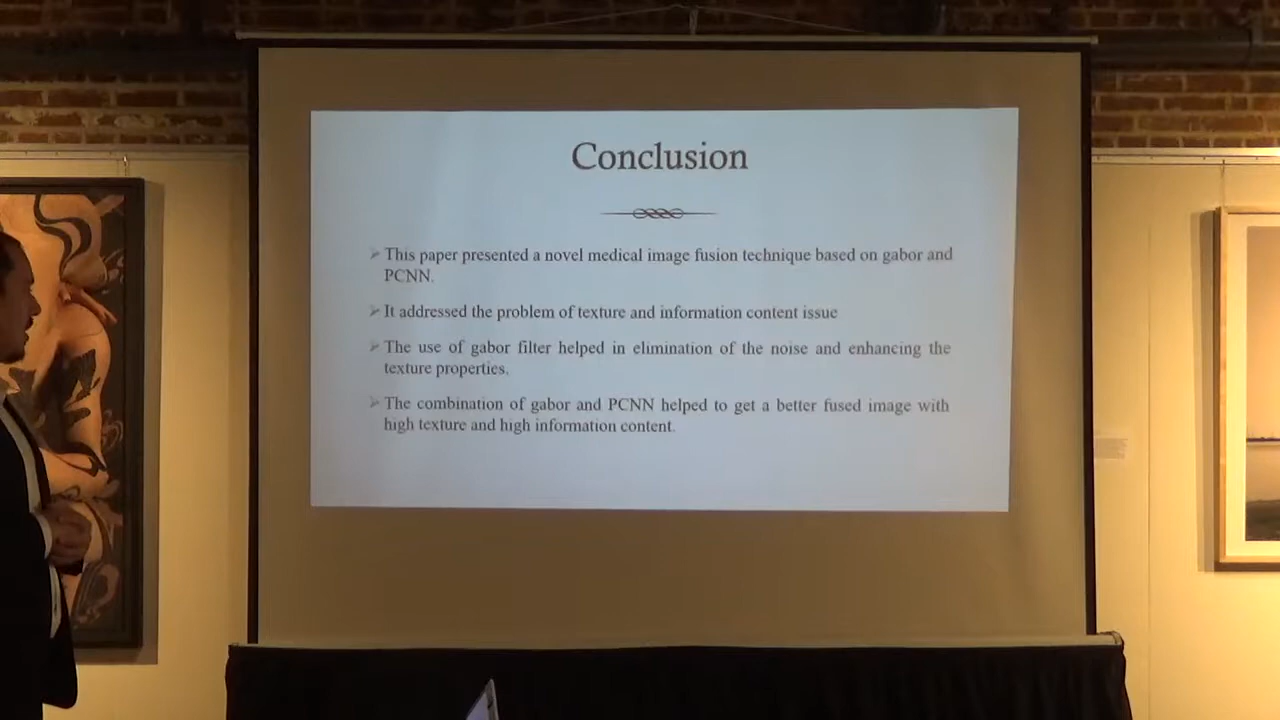 Conclusion
This paper presented a novel medical image fusion technique based on gabor and
PCNN.
It addressed the problem of texture and information content issue
The use of gabor filter helped in elimination of the noise and enhancing the
texture properties.
The combination of gabor and PCNN helped to get a better fused image with
high texture and high information content.